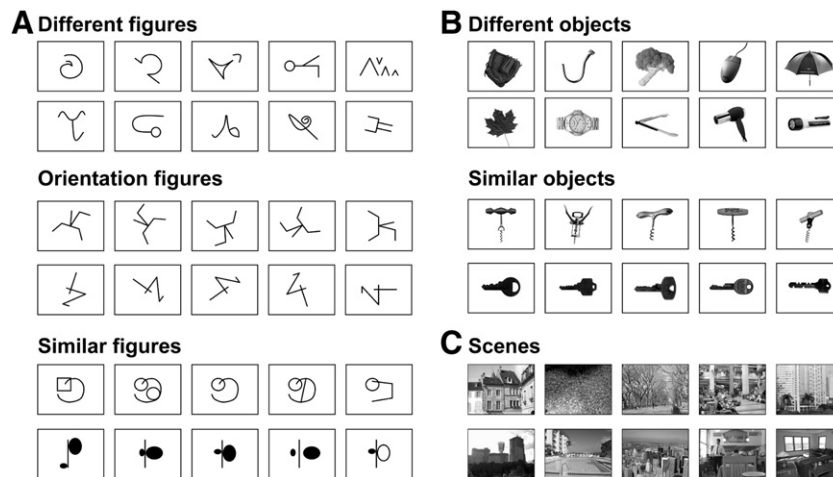 A Different figures
Orientation figures
Similar figures
B Different objects
Similar objects
C Scenes